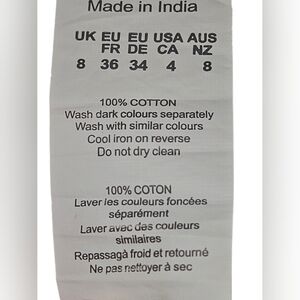 Made in India
UK EU EU USA AUS
FR DE CA NZ
8 36 34 4 8
100% COTTON
Wash dark colours separately
Wash with similar colours
Cool iron on reverse
Do not dry clean
100% COTON
Laver les couleurs foncées
séparément
Laver avec des couleurs
similaires
Repassagà froid et retourné
Ne pas nettoyer à sec